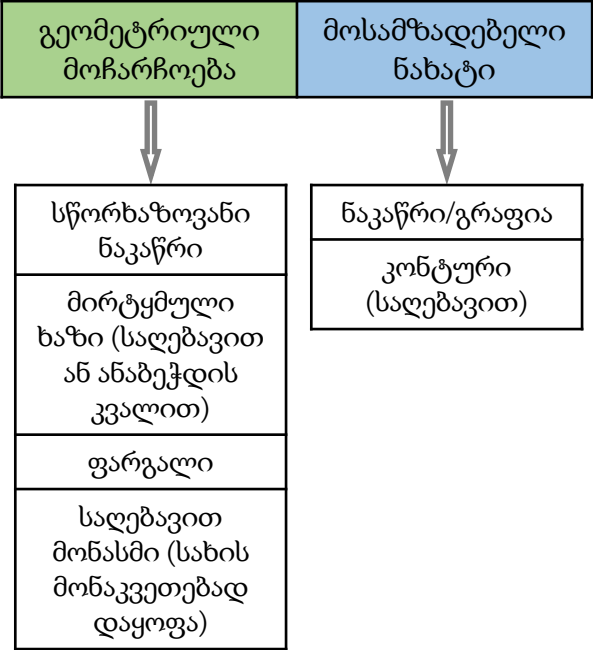 გეომეტრიული
მოჩარჩოება
მოსამზადებელი
ნახატი
სწორხაზოვანი
ნაკაწრი
მირტყმული
ხაზი (საღებავით
ან ანაბეჭდის
კვალით)
ფარგალი
საღებავით
მონასმი (სახის
მონაკვეთებად
დაყოფა)
ნაკაწრი/გრაფია
კონტური
(საღებავით)